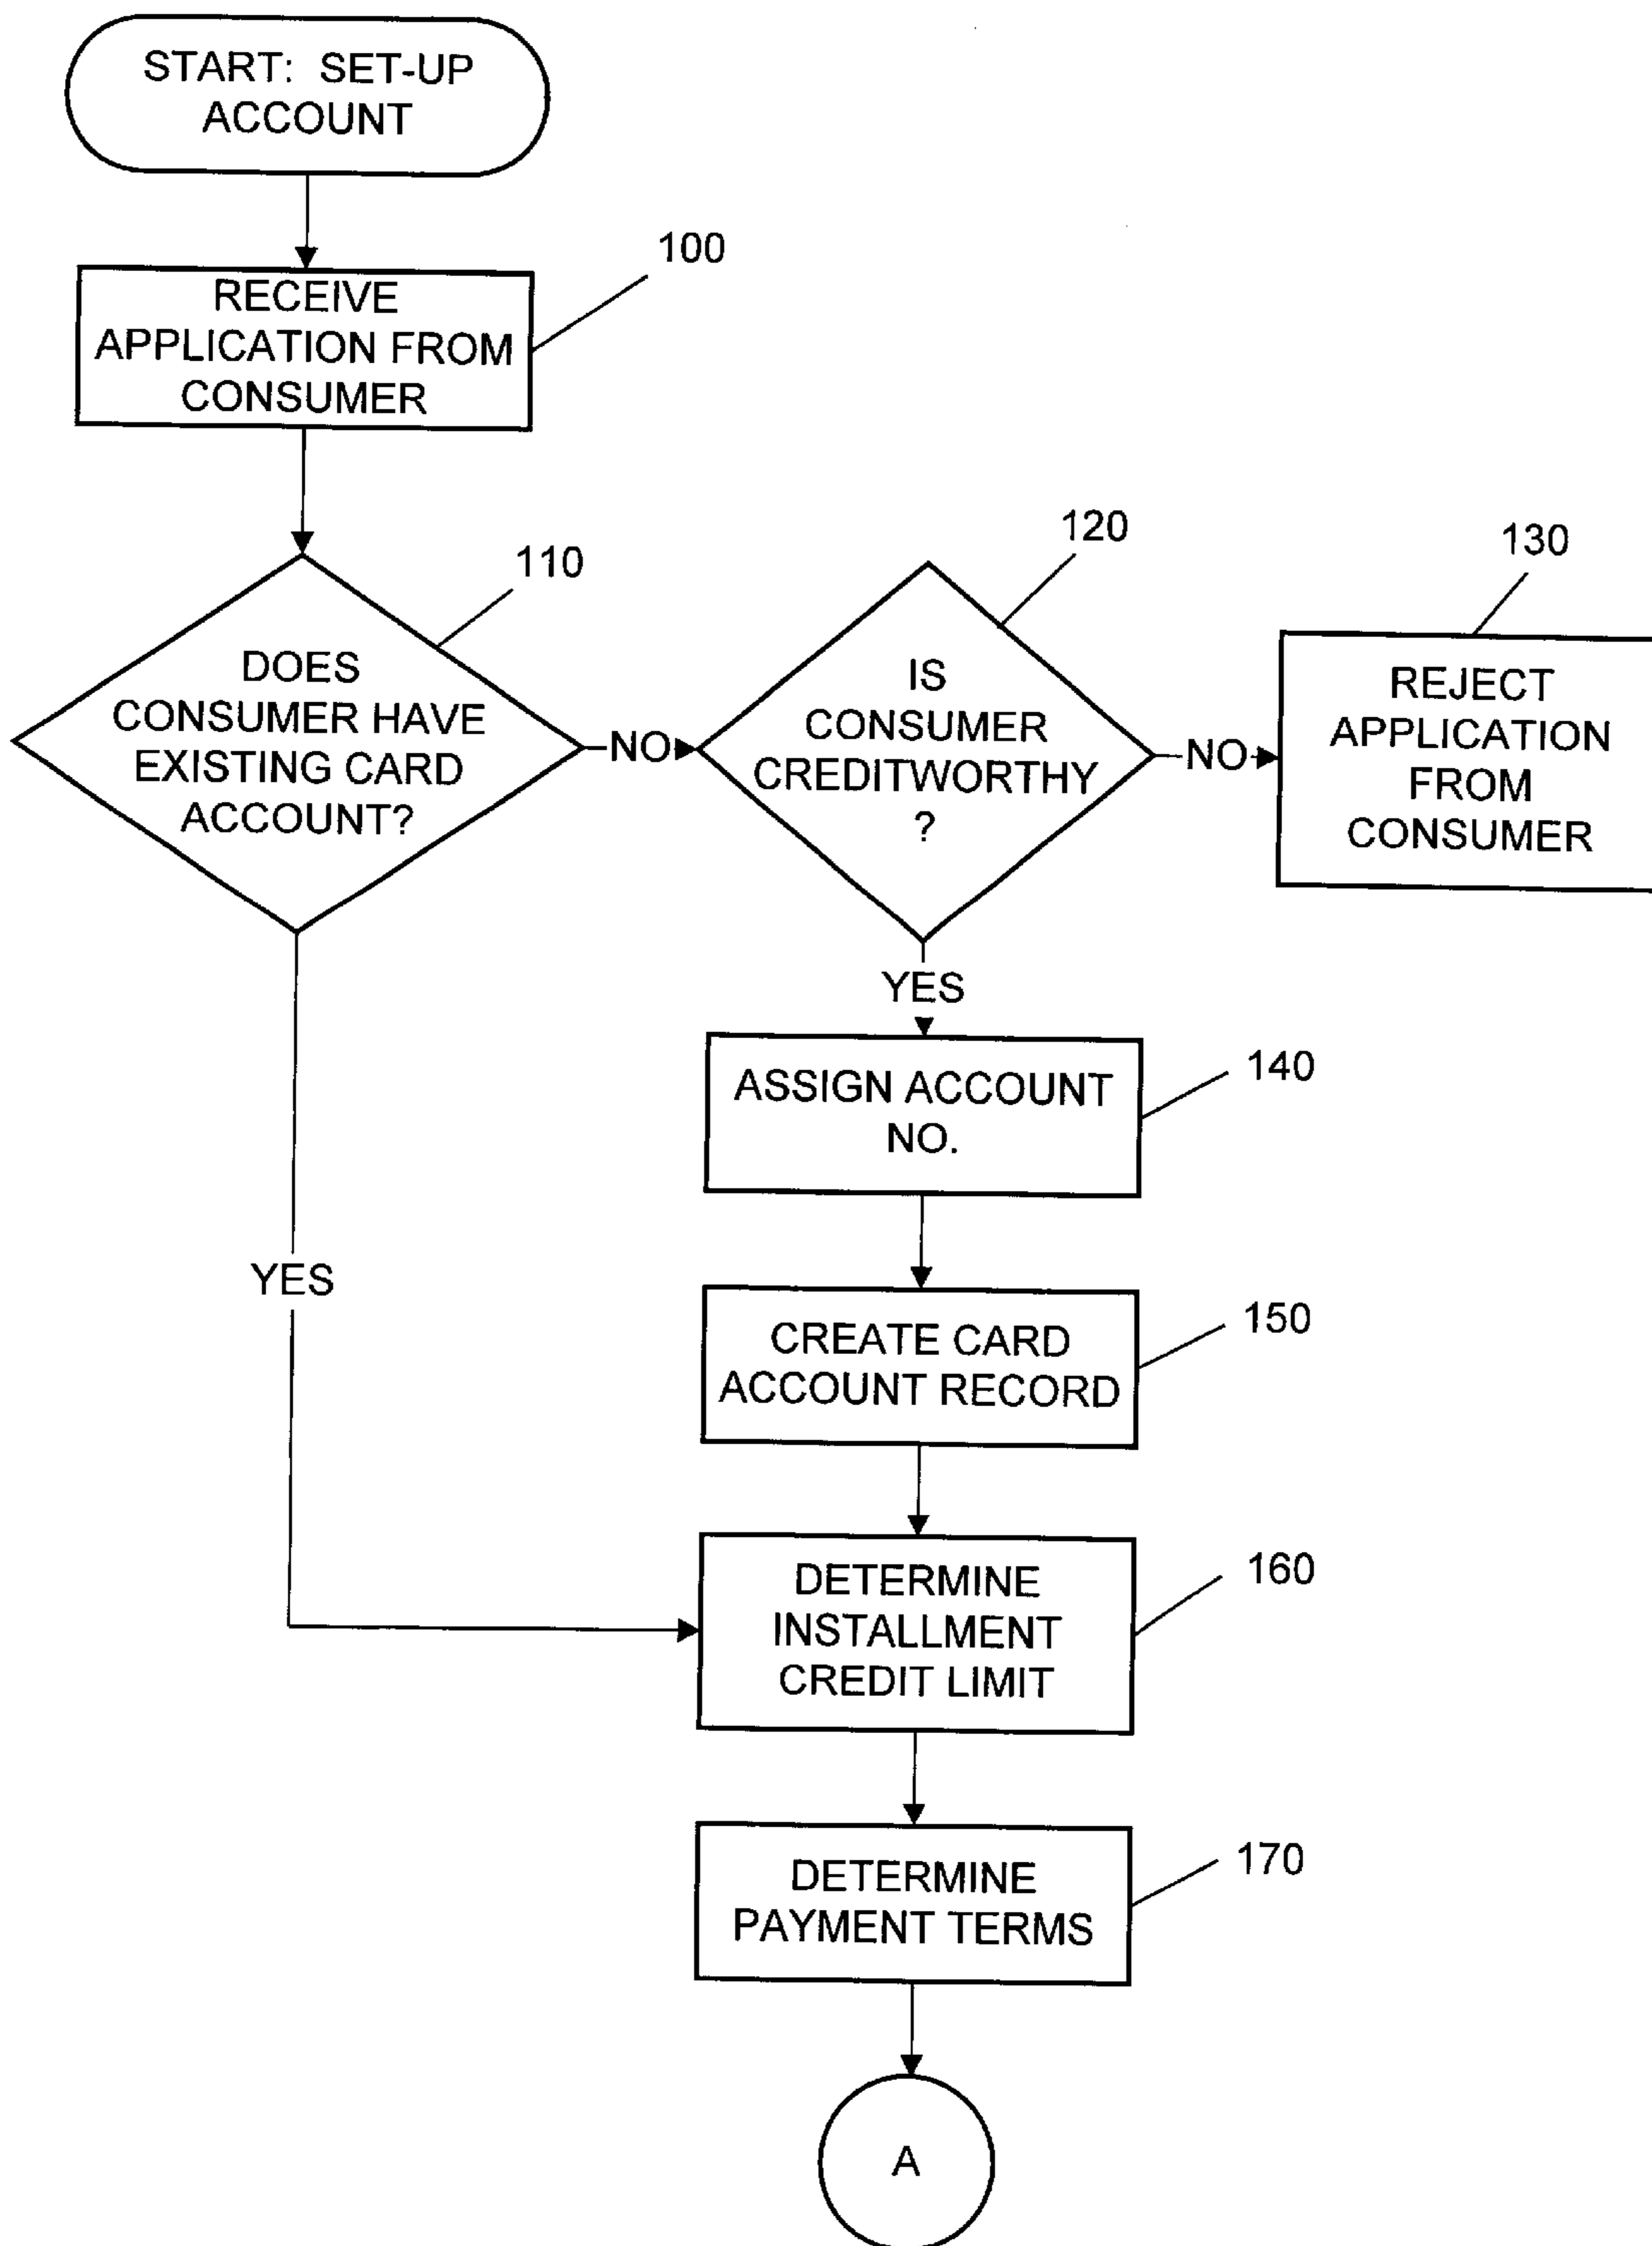 START: SET-UP
ACCOUNT
100
RECEIVE
APPLICATION FROM
CONSUMER
110
DOES
CONSUMER HAVE
EXISTING CARD
ACCOUNT?
NO
120
IS
CONSUMER
CREDITWORTHY
?
NO
130
REJECT
APPLICATION
FROM
CONSUMER
YES
140
ASSIGN ACCOUNT
NO.
YES
150
CREATE CARD
ACCOUNT RECORD
160
DETERMINE
INSTALLMENT
CREDIT LIMIT
170
DETERMINE
PAYMENT TERMS
A